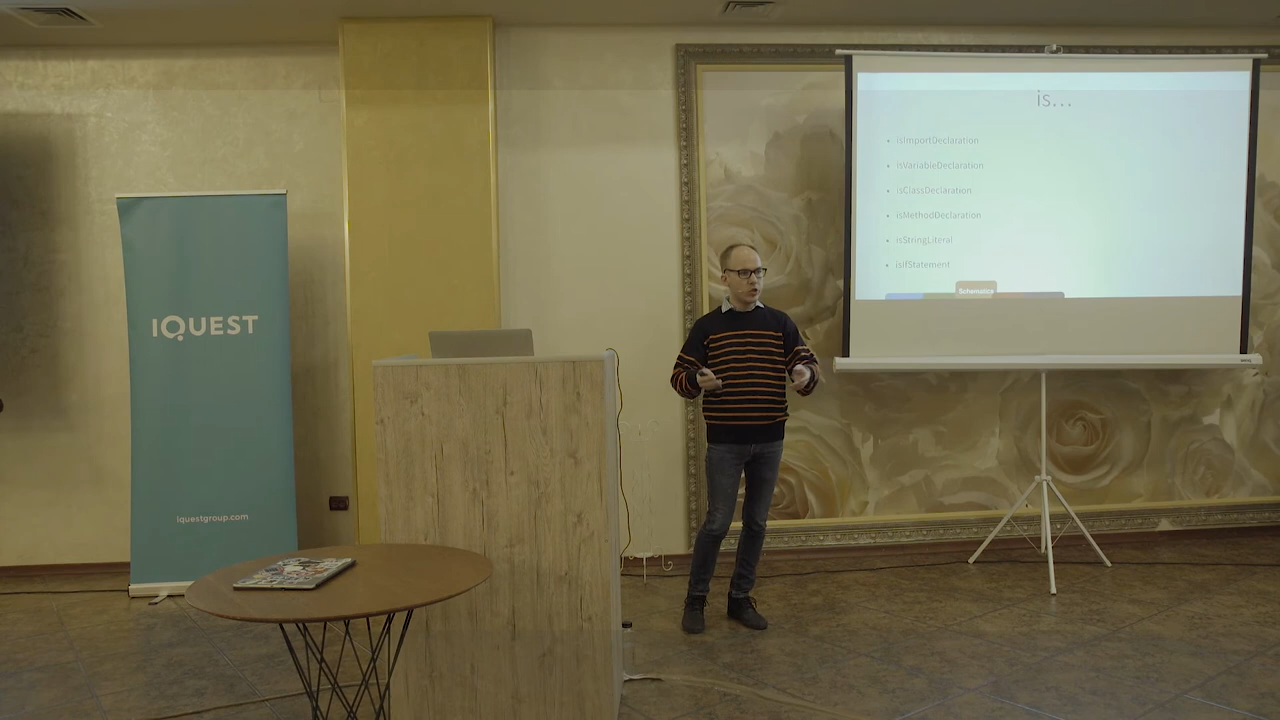 IQUEST
iquestgroup.com
is...
isImportDeclaration
isVariableDeclaration
isClassDeclaration
isMethodDeclaration
isStringLiteral
isIfStatement
Schematics